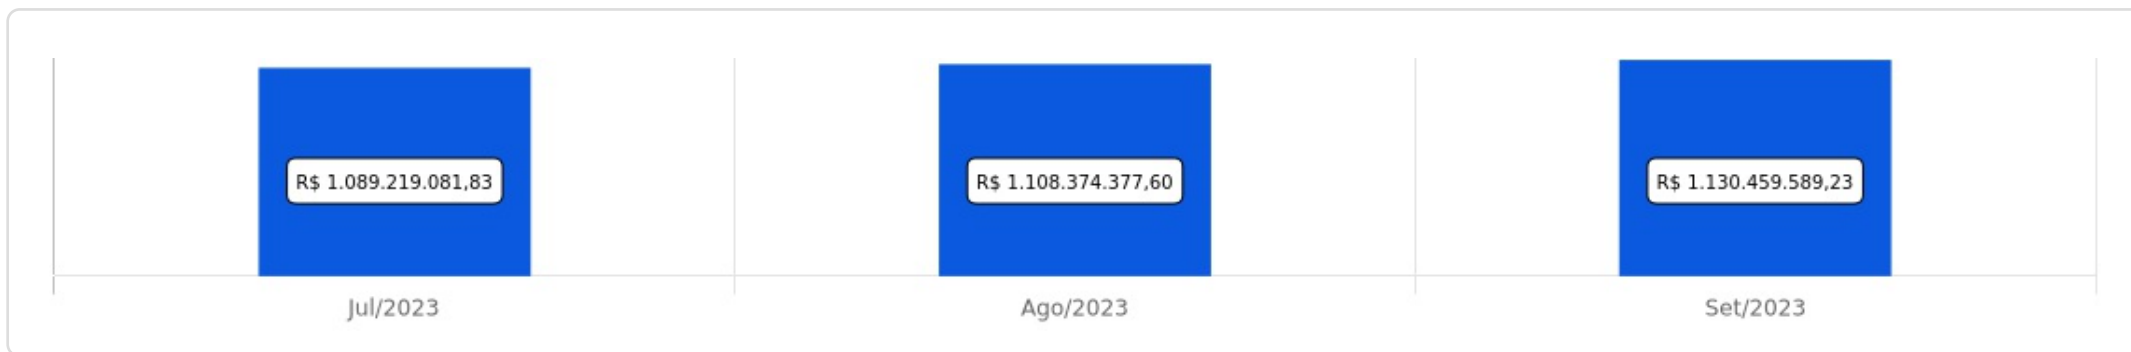 R$ 1.089.219.081,83
R$ 1.108.374.377,60
R$ 1.130.459.589,23
Jul/2023
Ago/2023
Set/2023